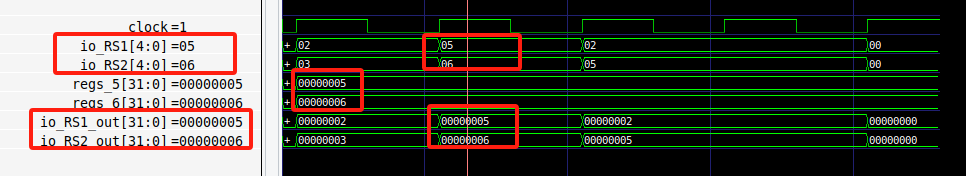 clock=1
io_RS1[4:0]=05 + 02 05 02 00
io_RS2[4:0]=06 + 03 06 05 00
regs_5[31:0]=00000005 + 00000005
regs_6[31:0]=00000006 + 00000006
io_RS1_out[31:0]=00000005 + 00000002 00000005 00000002 00000000
io_RS2_out[31:0]=00000006 + 00000003 00000006 00000005 00000000